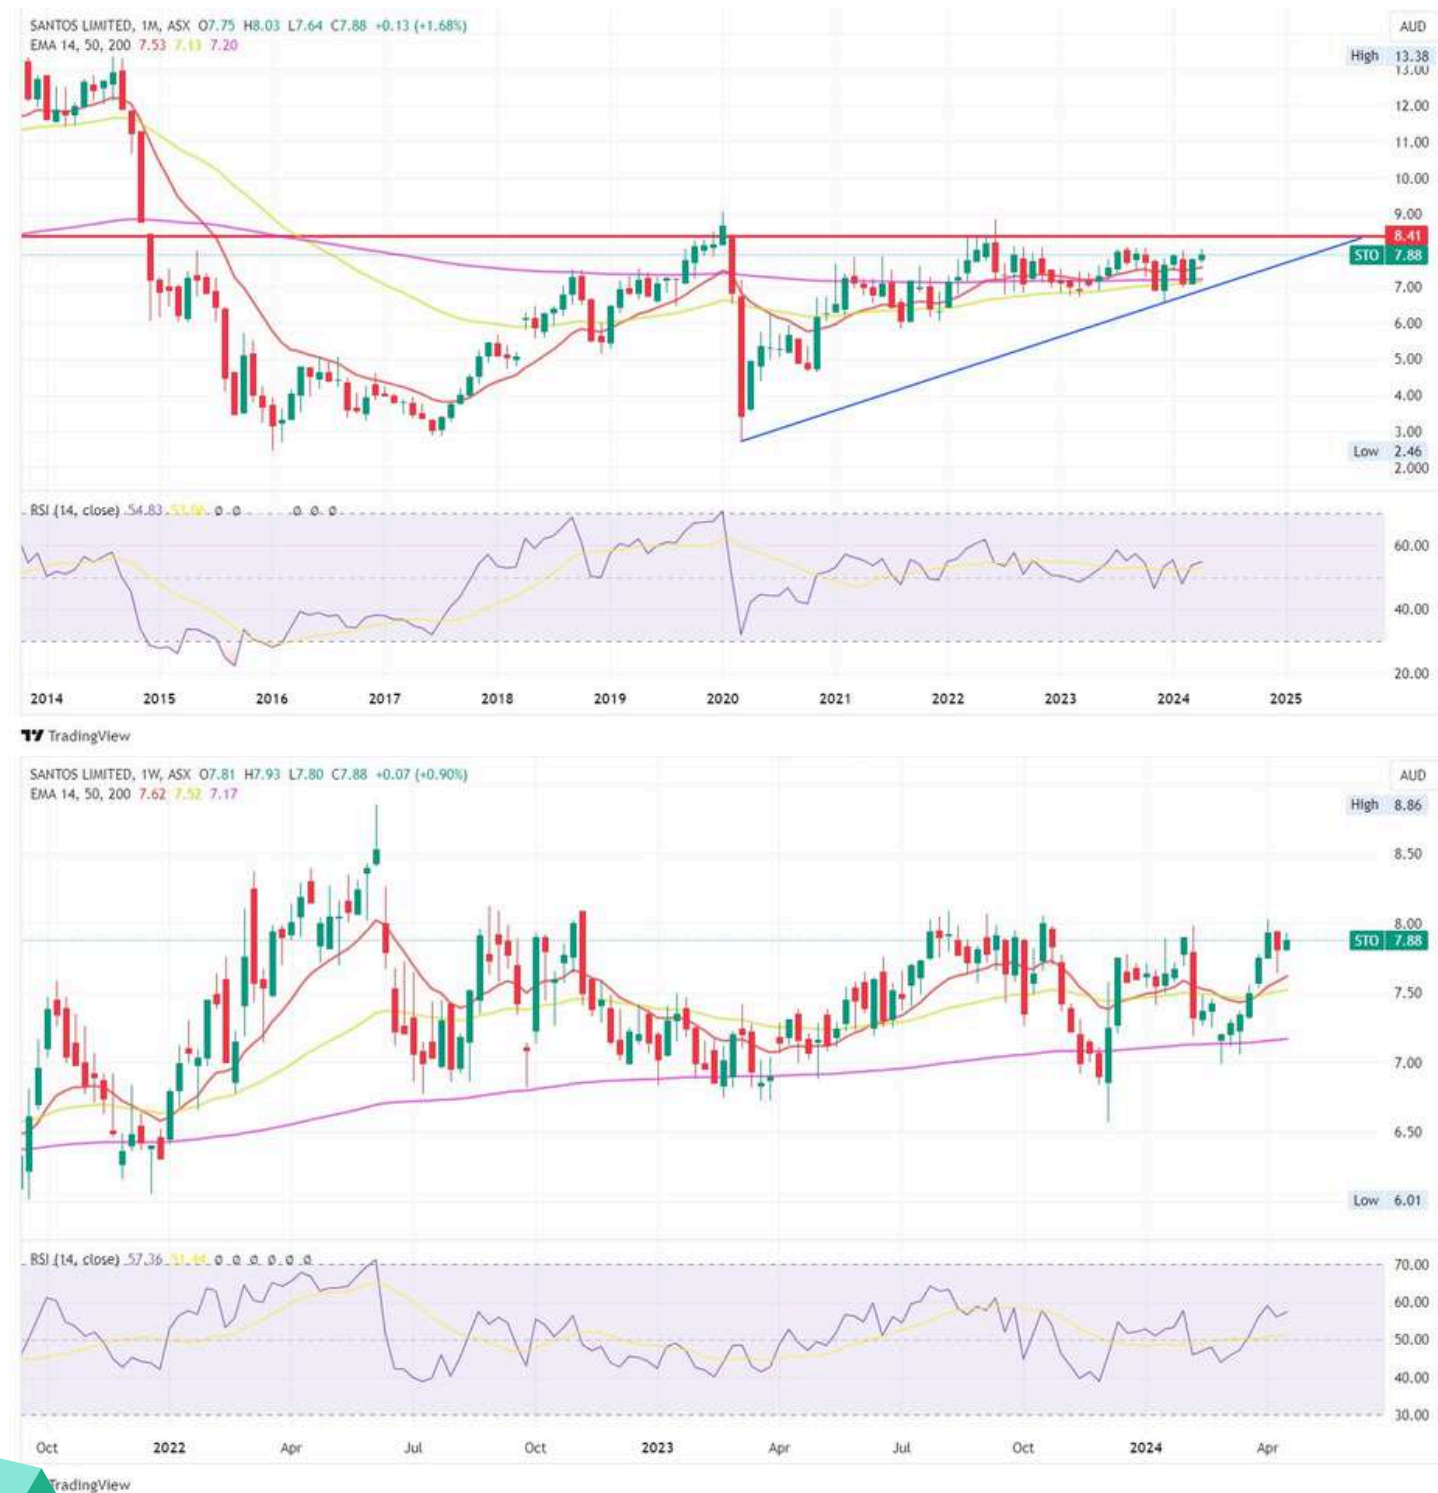 SANTOS LIMITED, 1M, ASX O7.75 H8.03 L7.64 C7.88 +0.13 (+1.68%)
AUD
EMA 14, 50, 200 7.53 7.13 7.20
High 13.38
13.00
12.00
11.00
10.00
9.00
8.41
STO 7.88
7.00
6.00
5.00
4.00
3.00
Low 2.46
2.000
RSI (14, close) 54.83 53.06 ∅ ∅ ∅ ∅ ∅
60.00
40.00
20.00
2014 2015 2016 2017 2018 2019 2020 2021 2022 2023 2024 2025
TradingView
SANTOS LIMITED, 1W, ASX O7.81 H7.93 L7.80 C7.88 +0.07 (+0.90%)
AUD
EMA 14, 50, 200 7.62 7.52 7.17
High 8.86
8.50
8.00
STO 7.88
7.50
7.00
6.50
Low 6.01
RSI (14, close) 57.36 51.44 ∅ ∅ ∅ ∅ ∅ ∅
70.00
60.00
50.00
40.00
30.00
Oct 2022 Apr Jul Oct 2023 Apr Jul Oct 2024 Apr
TradingView